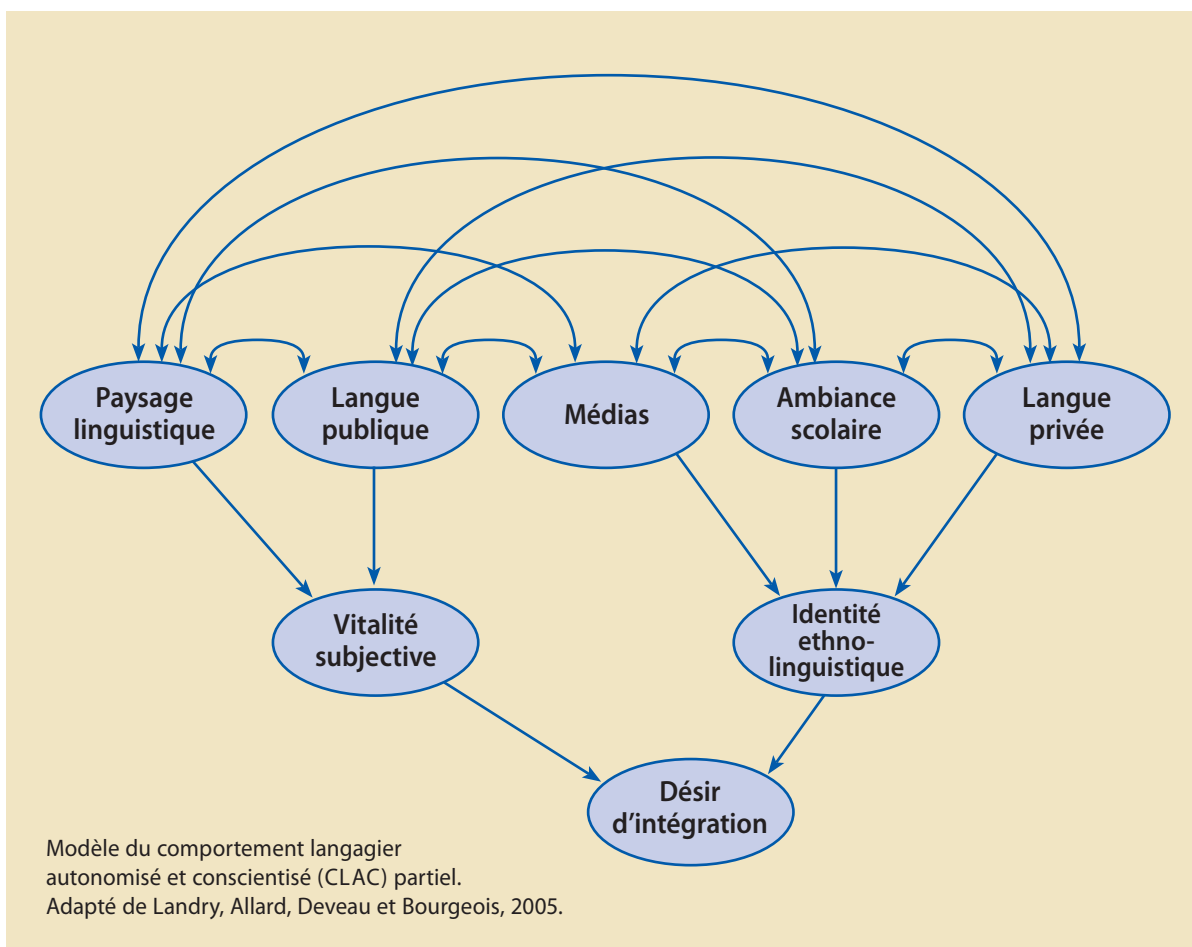 Paysage
linguistique
Langue
publique
Médias
Ambiance
scolaire
Langue
privée
Vitalité
subjective
Identité
ethno-
linguistique
Désir
d'intégration
Modèle du comportement langagier
autonomisé et conscientisé (CLAC) partiel.
Adapté de Landry, Allard, Deveau et Bourgeois, 2005.